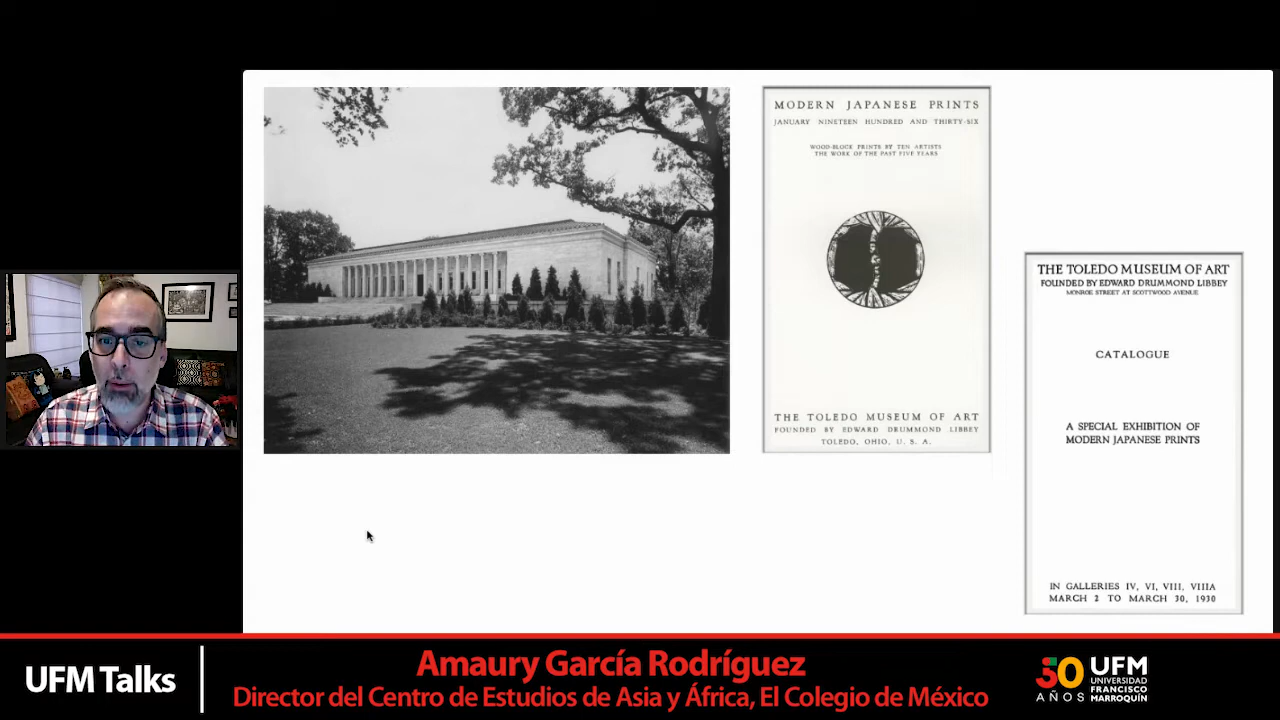 MODERN JAPANESE PRINTS
JANUARY NINETEEN HUNDRED AND THIRTY-SIX
WOOD-BLOCK PRINTS BY TEN ARTISTS
THE WORK OF THE PAST FIVE YEARS
THE TOLEDO MUSEUM OF ART
FOUNDED BY EDWARD DRUMMOND LIBBEY
TOLEDO, OHIO, U. S. A.
THE TOLEDO MUSEUM OF ART
FOUNDED BY EDWARD DRUMMOND LIBBEY
MONROE STREET AT SCOTTWOOD AVENUE
CATALOGUE
A SPECIAL EXHIBITION OF
MODERN JAPANESE PRINTS
IN GALLERIES IV, VI, VIII, VIIIA
MARCH 2 TO MARCH 30, 1930
UFM Talks
Amaury García Rodríguez
Director del Centro de Estudios de Asia y África, El Colegio de México
50
AÑOS
UFM
UNIVERSIDAD
FRANCISCO
MARROQUÍN